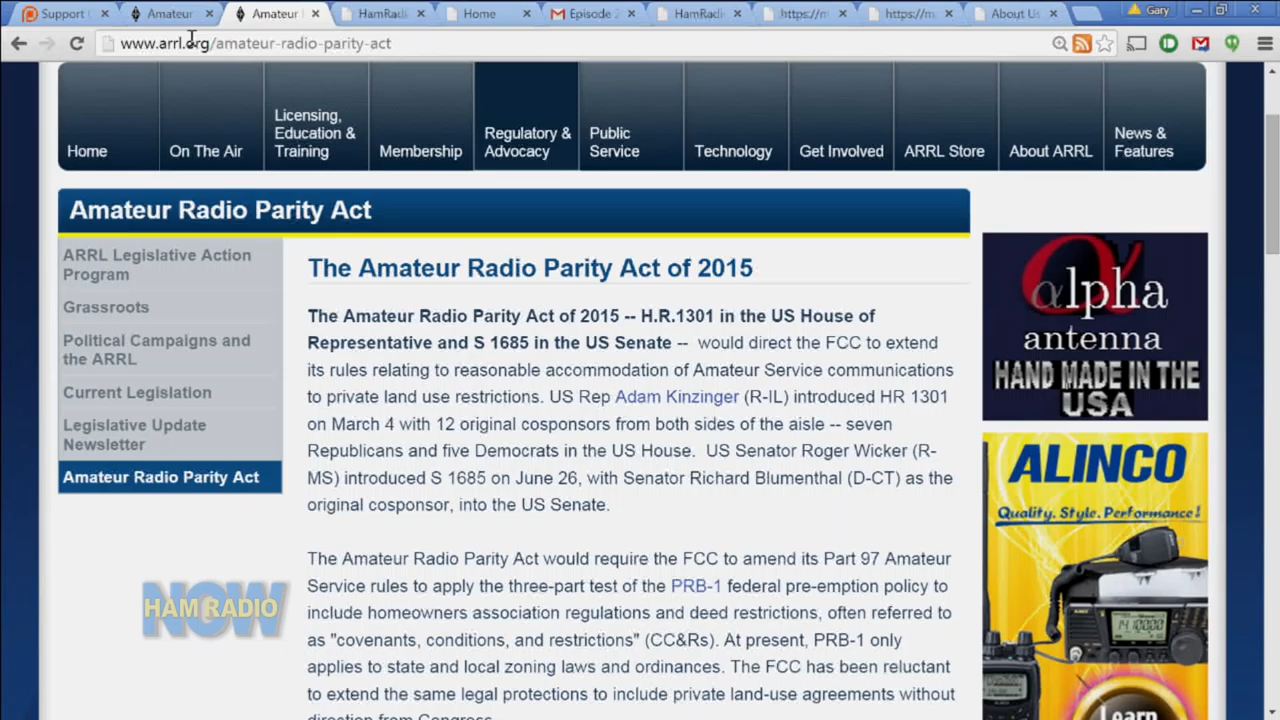 Support
Amateur
Amateur
HamRadi
Home
Episode 2
HamRadi
https://m
https://m
About Us
Gary
www.arrl.org/amateur-radio-parity-act
Home
On The Air
Licensing,
Education &
Training
Membership
Regulatory &
Advocacy
Public
Service
Technology
Get Involved
ARRL Store
About ARRL
News &
Features
Amateur Radio Parity Act
ARRL Legislative Action
Program
Grassroots
Political Campaigns and
the ARRL
Current Legislation
Legislative Update
Newsletter
Amateur Radio Parity Act
The Amateur Radio Parity Act of 2015
The Amateur Radio Parity Act of 2015 -- H.R.1301 in the US House of
Representative and S 1685 in the US Senate -- would direct the FCC to extend
its rules relating to reasonable accommodation of Amateur Service communications
to private land use restrictions. US Rep Adam Kinzinger (R-IL) introduced HR 1301
on March 4 with 12 original cosponsors from both sides of the aisle -- seven
Republicans and five Democrats in the US House. US Senator Roger Wicker (R-
MS) introduced S 1685 on June 26, with Senator Richard Blumenthal (D-CT) as the
original cosponsor, into the US Senate.
The Amateur Radio Parity Act would require the FCC to amend its Part 97 Amateur
Service rules to apply the three-part test of the PRB-1 federal pre-emption policy to
include homeowners association regulations and deed restrictions, often referred to
as "covenants, conditions, and restrictions" (CC&Rs). At present, PRB-1 only
applies to state and local zoning laws and ordinances. The FCC has been reluctant
to extend the same legal protections to include private land-use agreements without
direction from Congress.
αlpha
antenna
HAND MADE IN THE
USA
ALINCO
Quality. Style. Performance!
Learn
HAM RADIO
NOW